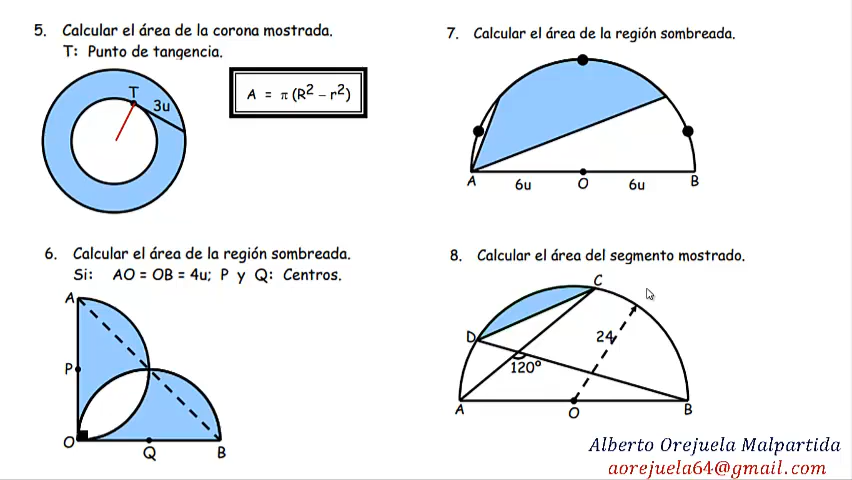 5. Calcular el área de la corona mostrada.
T: Punto de tangencia.
T
3u
A = π (R² – r²)
6. Calcular el área de la región sombreada.
Si: AO = OB = 4u; P y Q: Centros.
A
P
O
Q
B
7. Calcular el área de la región sombreada.
A
6u
O
6u
B
8. Calcular el área del segmento mostrado.
C
D
24
120°
A
O
B
Alberto Orejuela Malpartida
aorejuela64@gmail.com